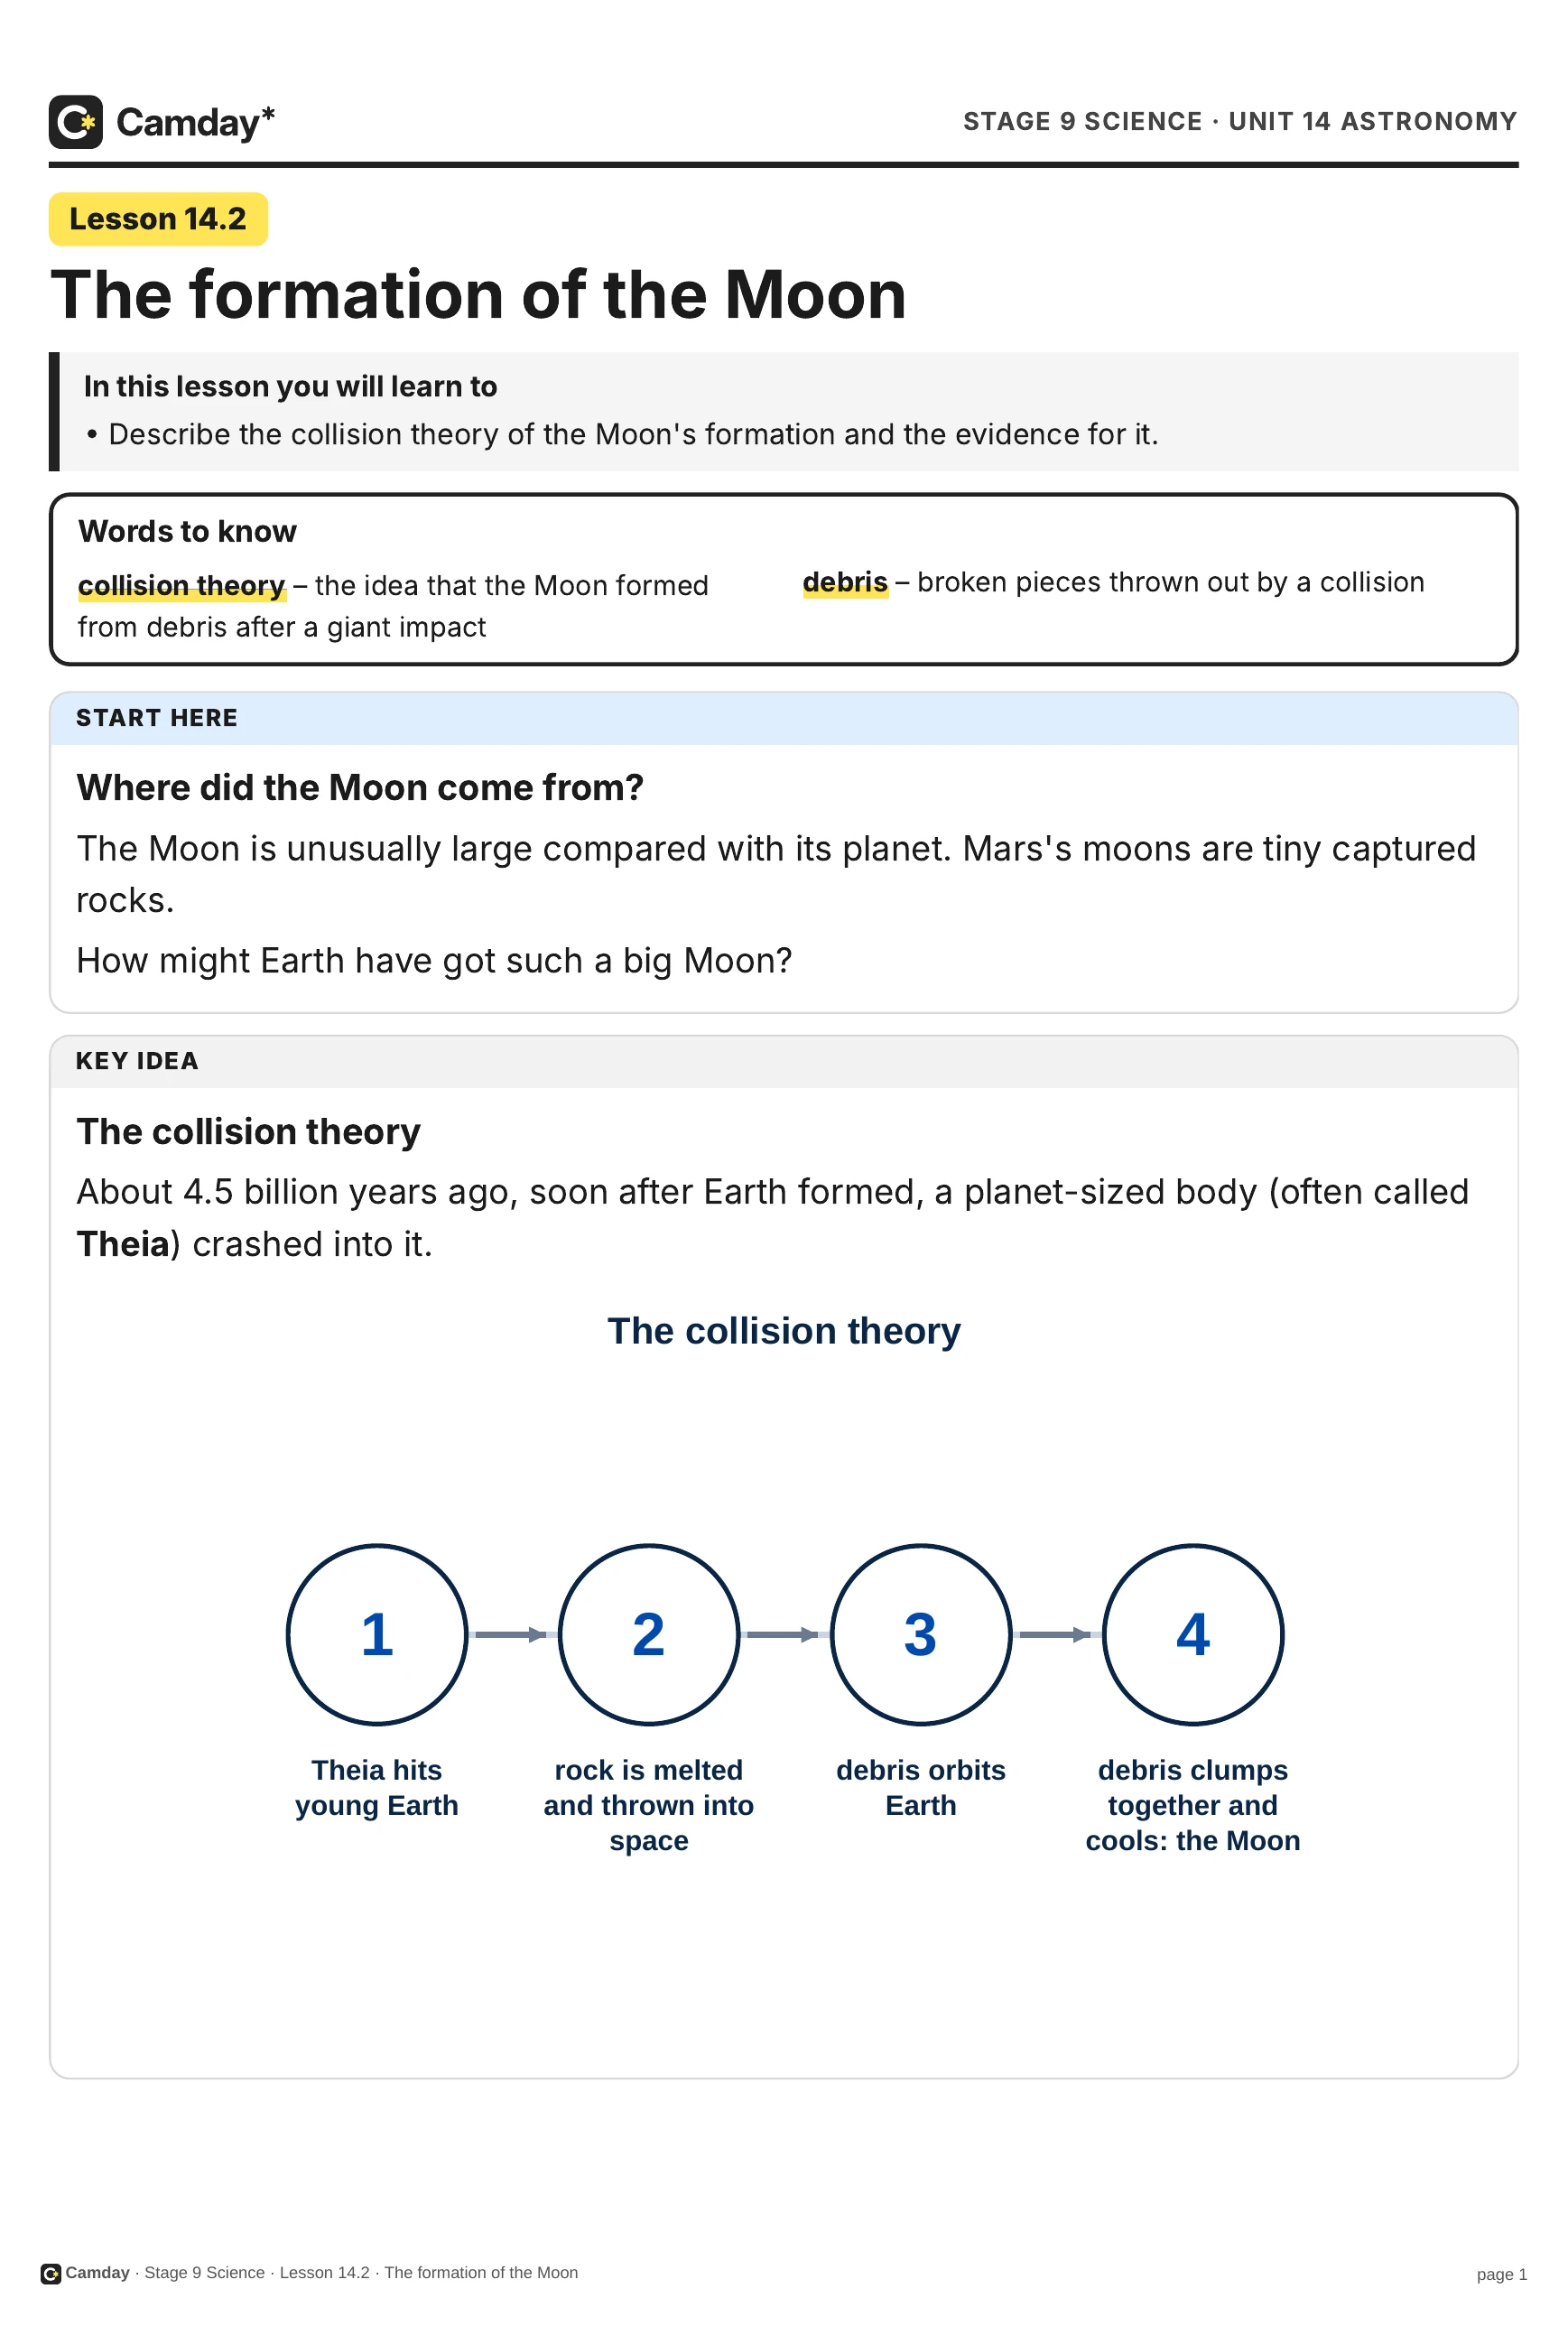 Camday*
STAGE 9 SCIENCE · UNIT 14 ASTRONOMY
Lesson 14.2
The formation of the Moon
In this lesson you will learn to
• Describe the collision theory of the Moon's formation and the evidence for it.
Words to know
collision theory – the idea that the Moon formed
from debris after a giant impact
debris – broken pieces thrown out by a collision
START HERE
Where did the Moon come from?
The Moon is unusually large compared with its planet. Mars's moons are tiny captured
rocks.
How might Earth have got such a big Moon?
KEY IDEA
The collision theory
About 4.5 billion years ago, soon after Earth formed, a planet-sized body (often called
Theia) crashed into it.
The collision theory
1
2
3
4
Theia hits
young Earth
rock is melted
and thrown into
space
debris orbits
Earth
debris clumps
together and
cools: the Moon
Camday · Stage 9 Science · Lesson 14.2 · The formation of the Moon
page 1